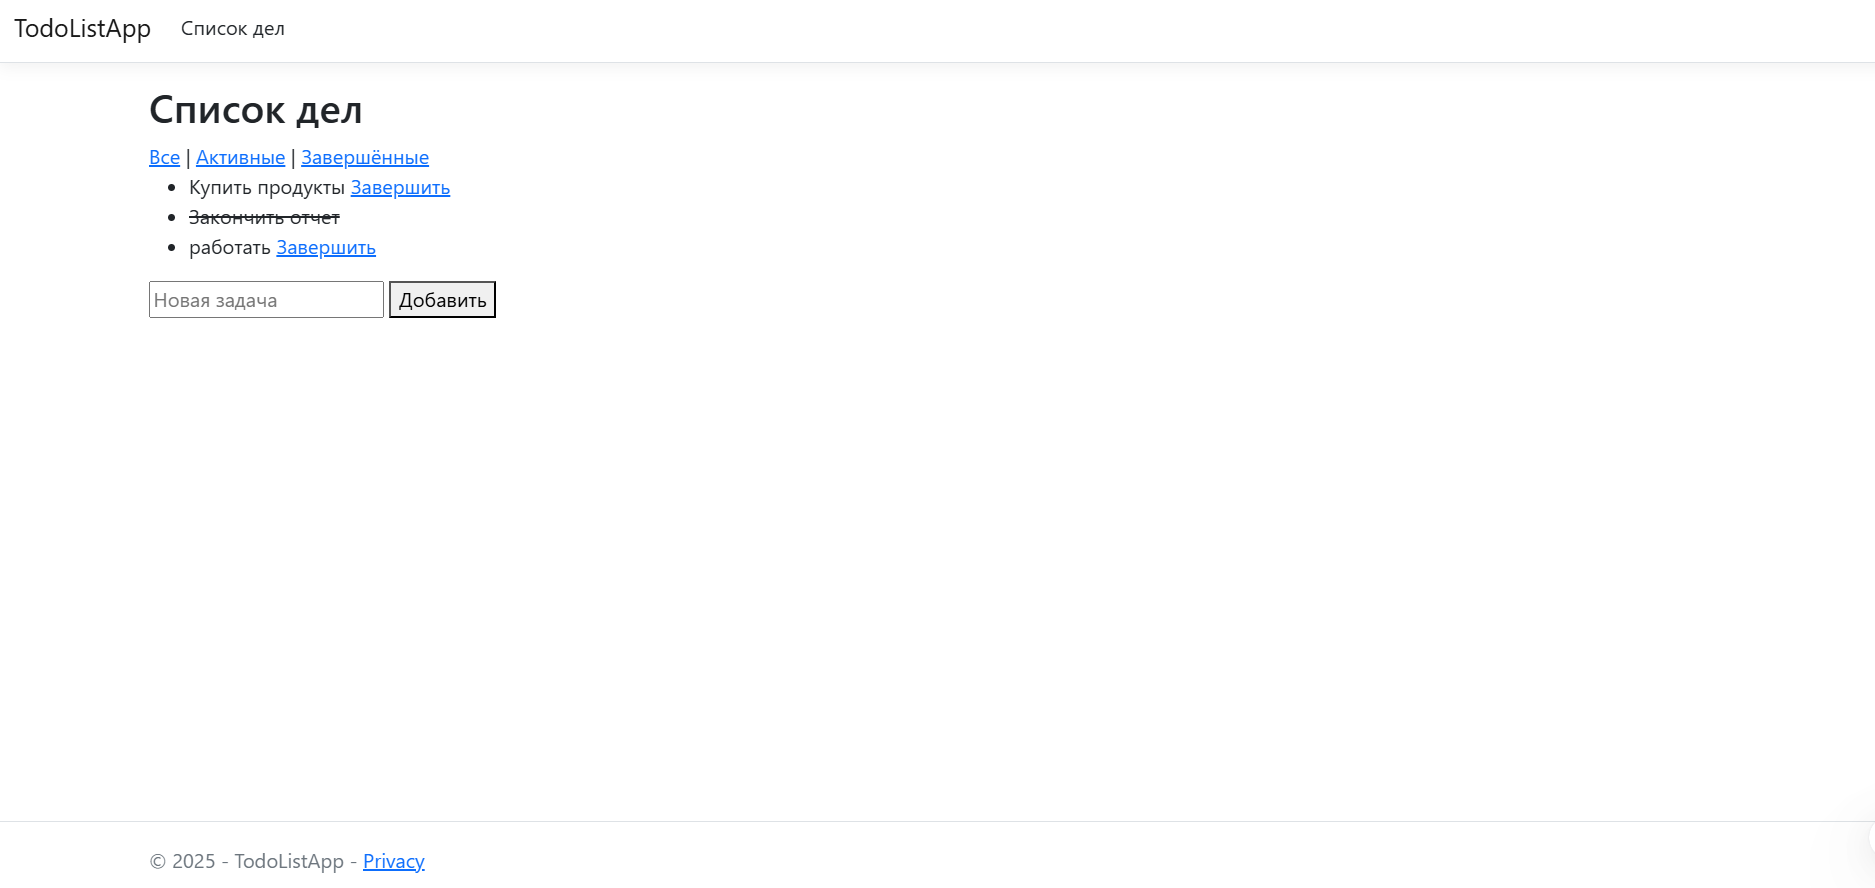 TodoListApp Список дел
Список дел
Все | Активные | Завершённые
Купить продукты Завершить
Закончить отчет
работать Завершить
Новая задача Добавить
© 2025 - TodoListApp - Privacy